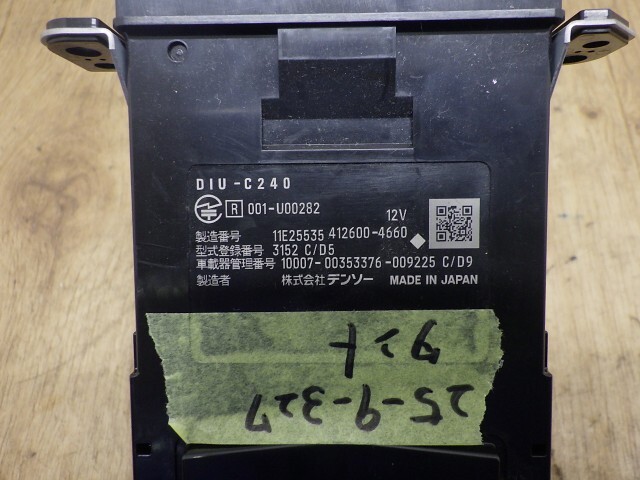 DIU-C240
R 001-U00282
12V
製造番号 11E25535 412600-4660
型式登録番号 3152 C/D5
車載器管理番号 10007-00353376-009225 C/D9
製造者 株式会社デンソー MADE IN JAPAN
25-9-327
タント